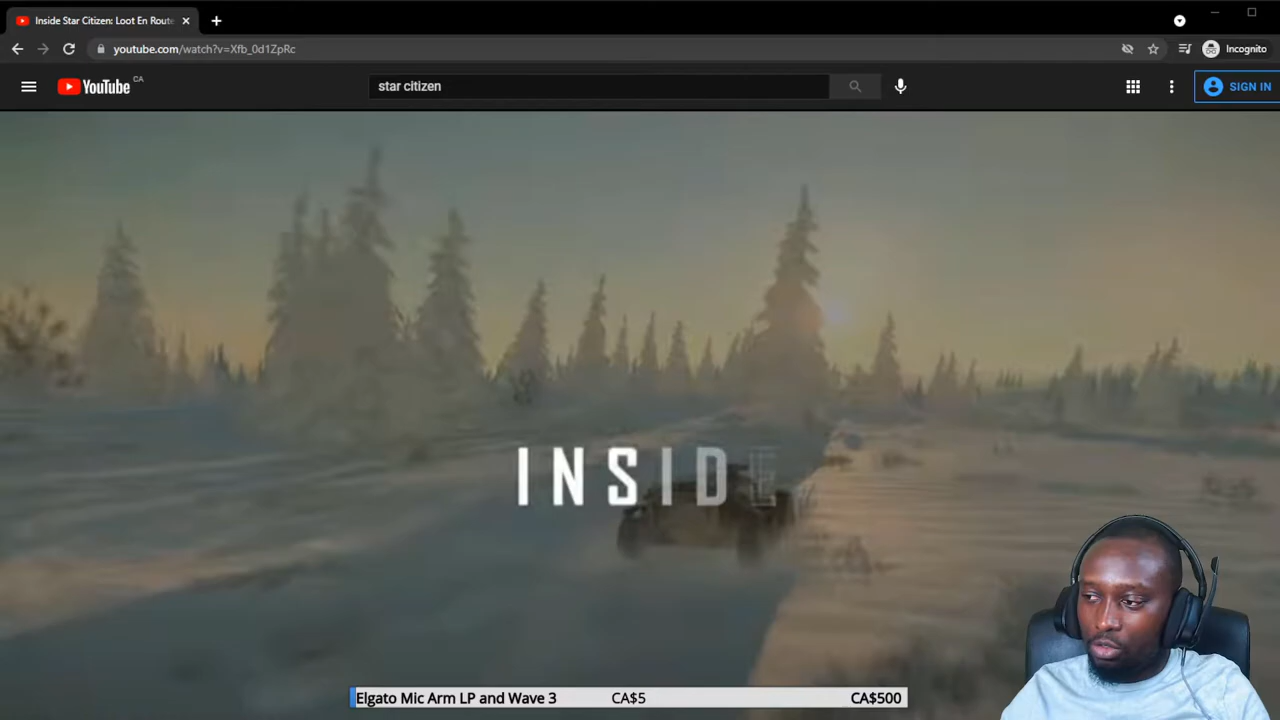 Inside Star Citizen: Loot En Route
youtube.com/watch?v=Xfb_0d1ZpRc
Incognito
YouTube CA
star citizen
SIGN IN
INSIDE
Elgato Mic Arm LP and Wave 3 CA$5 CA$500